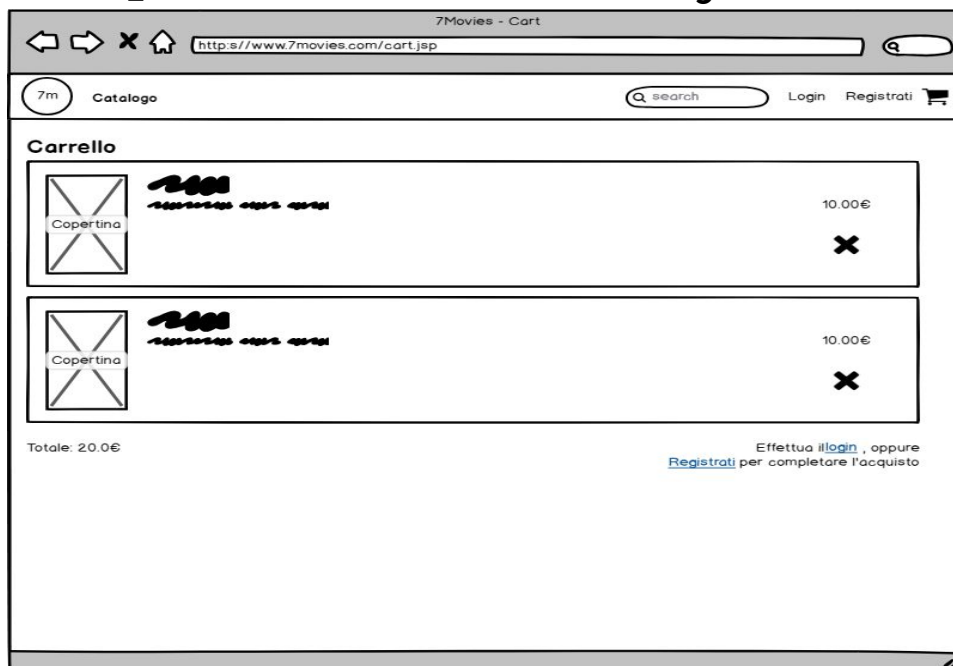 7Movies - Cart
http:s//www.7movies.com/cart.jsp
7m Catalogo search Login Registrati
Carrello
Copertina 10.00€
Copertina 10.00€
Totale: 20.0€ Effettua illogin , oppure
Registrati per completare l'acquisto